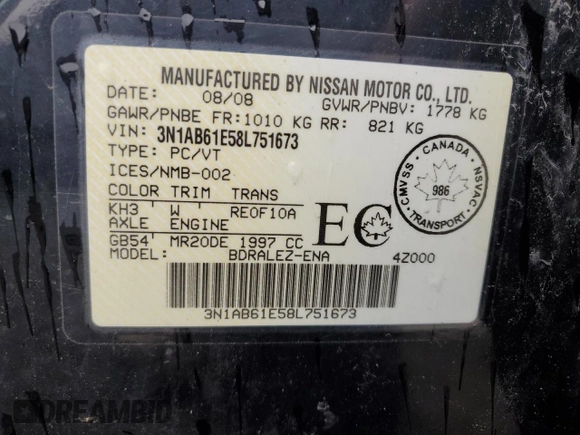 MANUFACTURED BY NISSAN MOTOR CO., LTD.
DATE: 08/08 GVWR/PNBV: 1778 KG
GAWR/PNBE FR:1010 KG RR: 821 KG
VIN: 3N1AB61E58L751673
TYPE: PC/VT
ICES/NMB-002
COLOR TRIM TRANS
KH3 W RE0F10A
AXLE ENGINE
GB54 MR20DE 1997 CC
MODEL: BDRALEZ-ENA 4Z000
EC
CANADA
CMVSS 986 NSVAC
TRANSPORT
3N1AB61E58L751673
DREAMBID